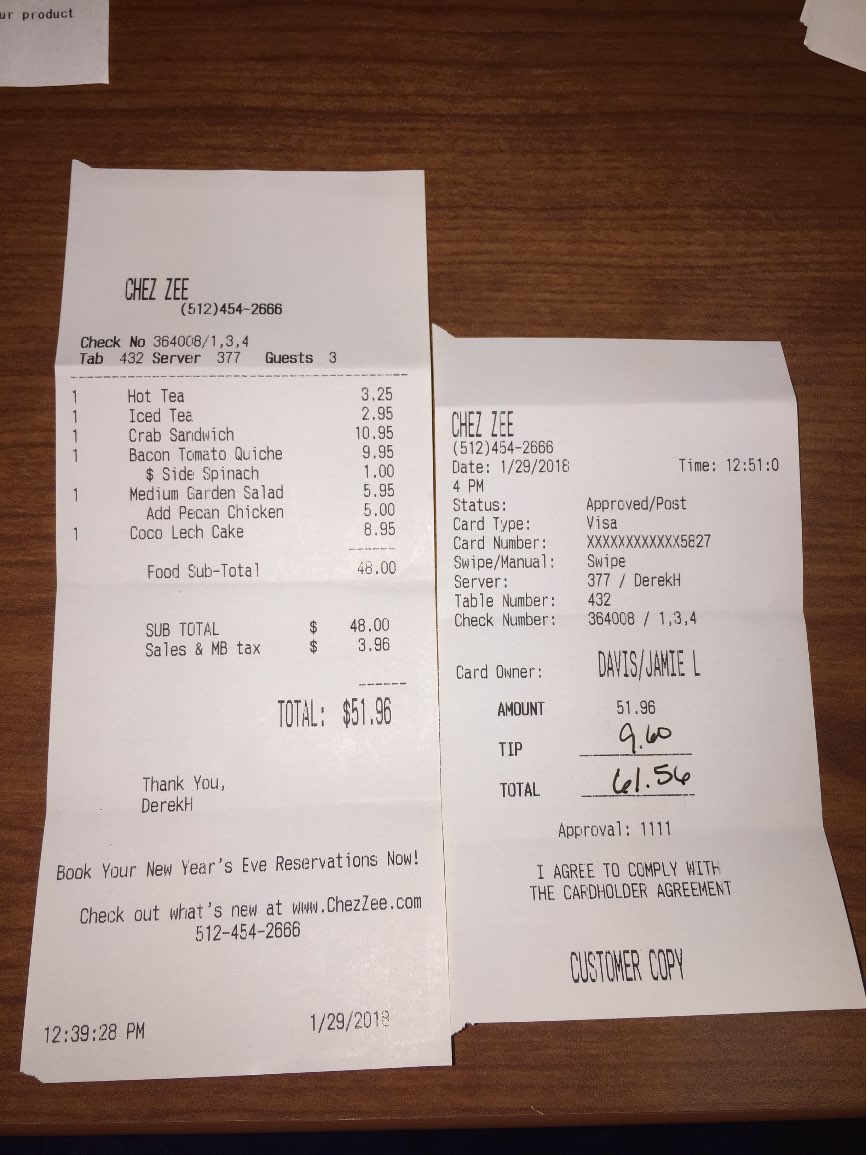 ur product
CHEZ ZEE
(512)454-2666
Check No 364008/1,3,4
Tab 432 Server 377 Guests 3
1 Hot Tea 3.25
1 Iced Tea 2.95
1 Crab Sandwich 10.95
1 Bacon Tomato Quiche 9.95
$ Side Spinach 1.00
1 Medium Garden Salad 5.95
Add Pecan Chicken 5.00
1 Coco Lech Cake 8.95
Food Sub-Total 48.00
SUB TOTAL $ 48.00
Sales & MB tax $ 3.96
TOTAL: $51.96
Thank You,
DerekH
Book Your New Year's Eve Reservations Now!
Check out what's new at www.ChezZee.com
512-454-2666
12:39:28 PM 1/29/2018
CHEZ ZEE
(512)454-2666
Date: 1/29/2018 Time: 12:51:0
4 PM
Status: Approved/Post
Card Type: Visa
Card Number: XXXXXXXXXXXX5827
Swipe/Manual: Swipe
Server: 377 / DerekH
Table Number: 432
Check Number: 364008 / 1,3,4
Card Owner: DAVIS/JAMIE L
AMOUNT 51.96
TIP 9.60
TOTAL 61.56
Approval: 1111
I AGREE TO COMPLY WITH
THE CARDHOLDER AGREEMENT
CUSTOMER COPY